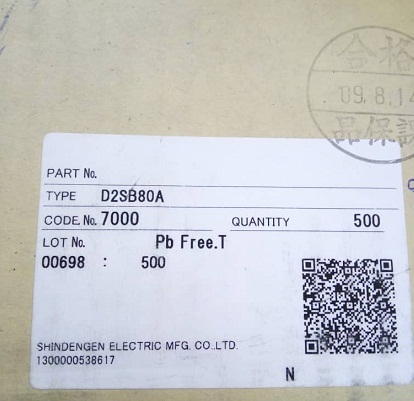 合格
'09.8.14
品保証
PART No.
TYPE D2SB80A
CODE.No. 7000 QUANTITY 500
LOT No. Pb Free.T
00698 : 500
SHINDENGEN ELECTRIC MFG. CO.,LTD.
1300000538617
N